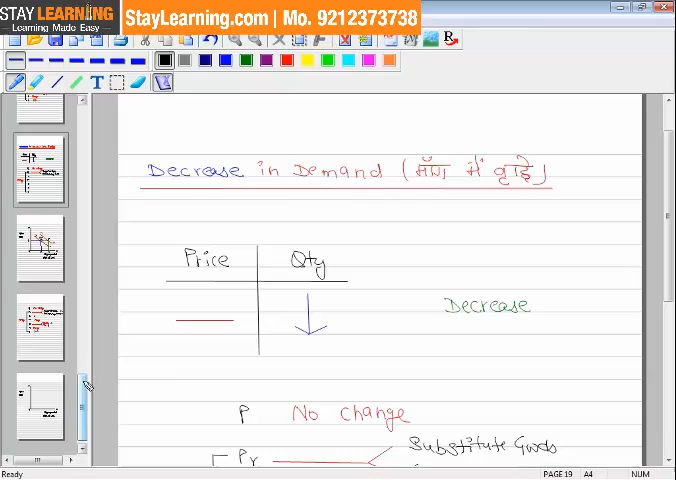 STAY LEARNING
Learning Made Easy
StayLearning.com | Mo. 9212373738
Decrease in Demand (माँग में वृद्धि)
Price Qty
Decrease
P No change
Pr Substitute Goods
Ready PAGE 19 A4 NUM